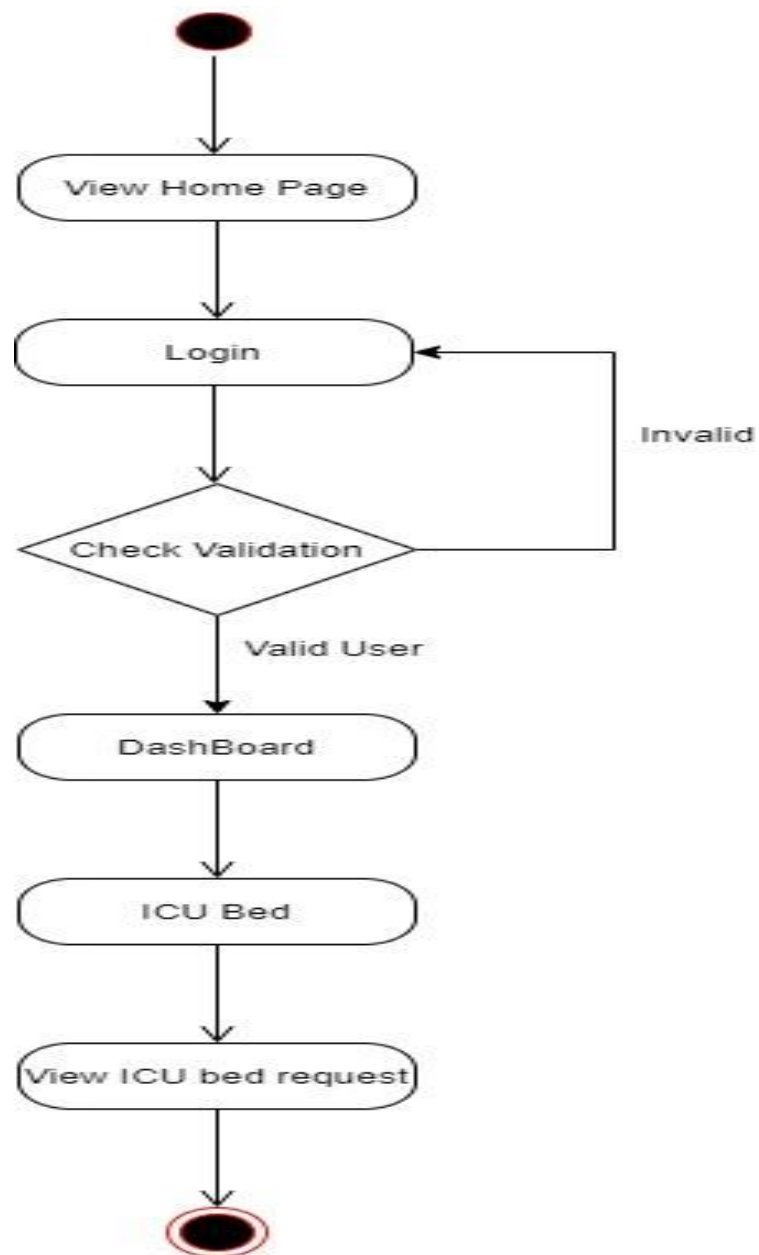 View Home Page
Login
Invalid
Check Validation
Valid User
DashBoard
ICU Bed
View ICU bed request